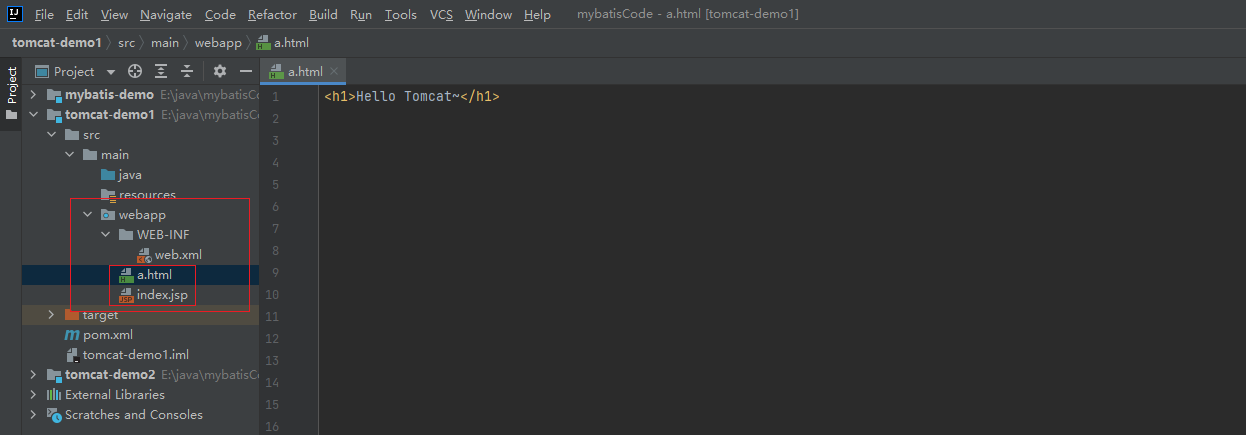 File Edit View Navigate Code Refactor Build Run Tools VCS Window Help mybatisCode - a.html [tomcat-demo1]
tomcat-demo1 src main webapp a.html
Project
Project a.html
mybatis-demo E:\java\mybatisCo
tomcat-demo1 E:\java\mybatisCo
src
main
java
resources
webapp
WEB-INF
web.xml
a.html
index.jsp
target
pom.xml
tomcat-demo1.iml
tomcat-demo2 E:\java\mybatisCo
External Libraries
Scratches and Consoles
1 <h1>Hello Tomcat~</h1>
2
3
4
5
6
7
8
9
10
11
12
13
14
15
16